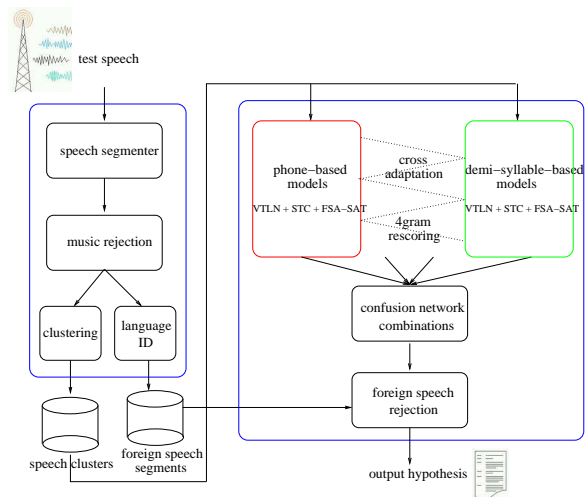 test speech
speech segmenter
music rejection
clustering
language
ID
speech clusters
foreign speech
segments
phone−based
models
VTLN + STC + FSA−SAT
cross
adaptation
4gram
rescoring
demi−syllable−based
models
VTLN + STC + FSA−SAT
confusion network
combinations
foreign speech
rejection
output hypothesis